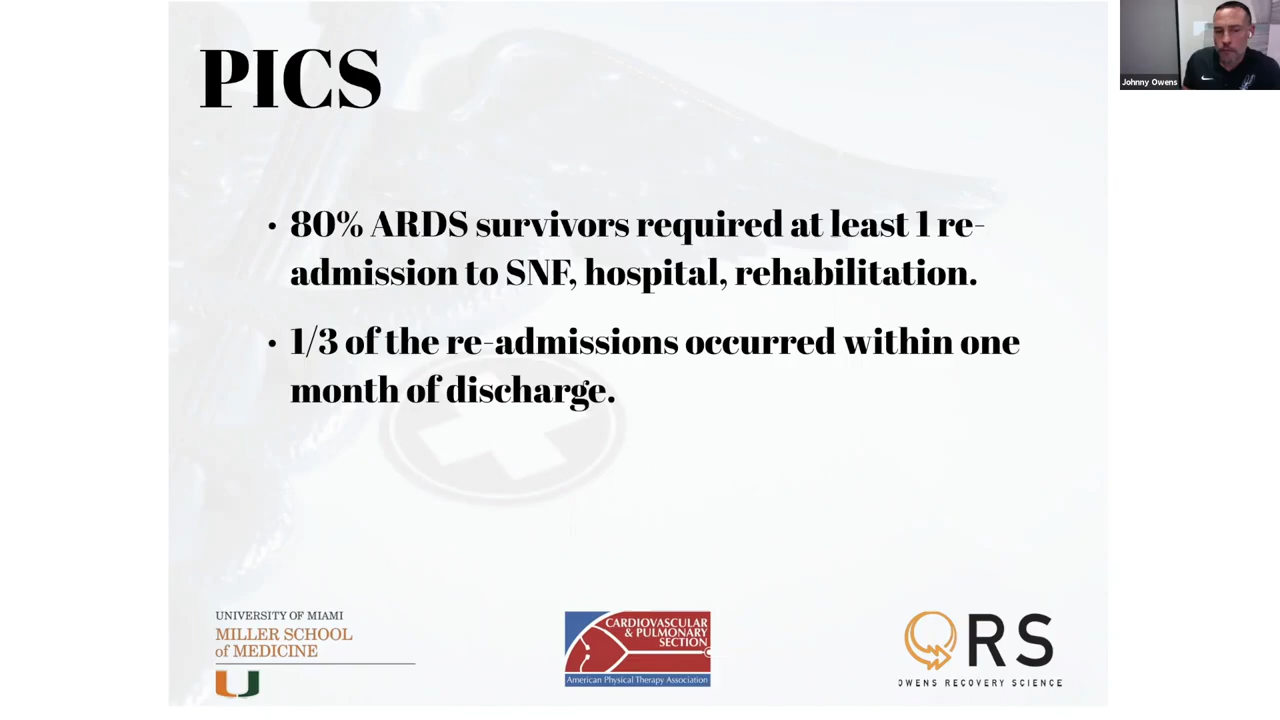 PICS
Johnny Owens
• 80% ARDS survivors required at least 1 re-
admission to SNF, hospital, rehabilitation.
• 1/3 of the re-admissions occurred within one
month of discharge.
UNIVERSITY OF MIAMI
MILLER SCHOOL
of MEDICINE
CARDIOVASCULAR
& PULMONARY
SECTION
American Physical Therapy Association
RS
OWENS RECOVERY SCIENCE